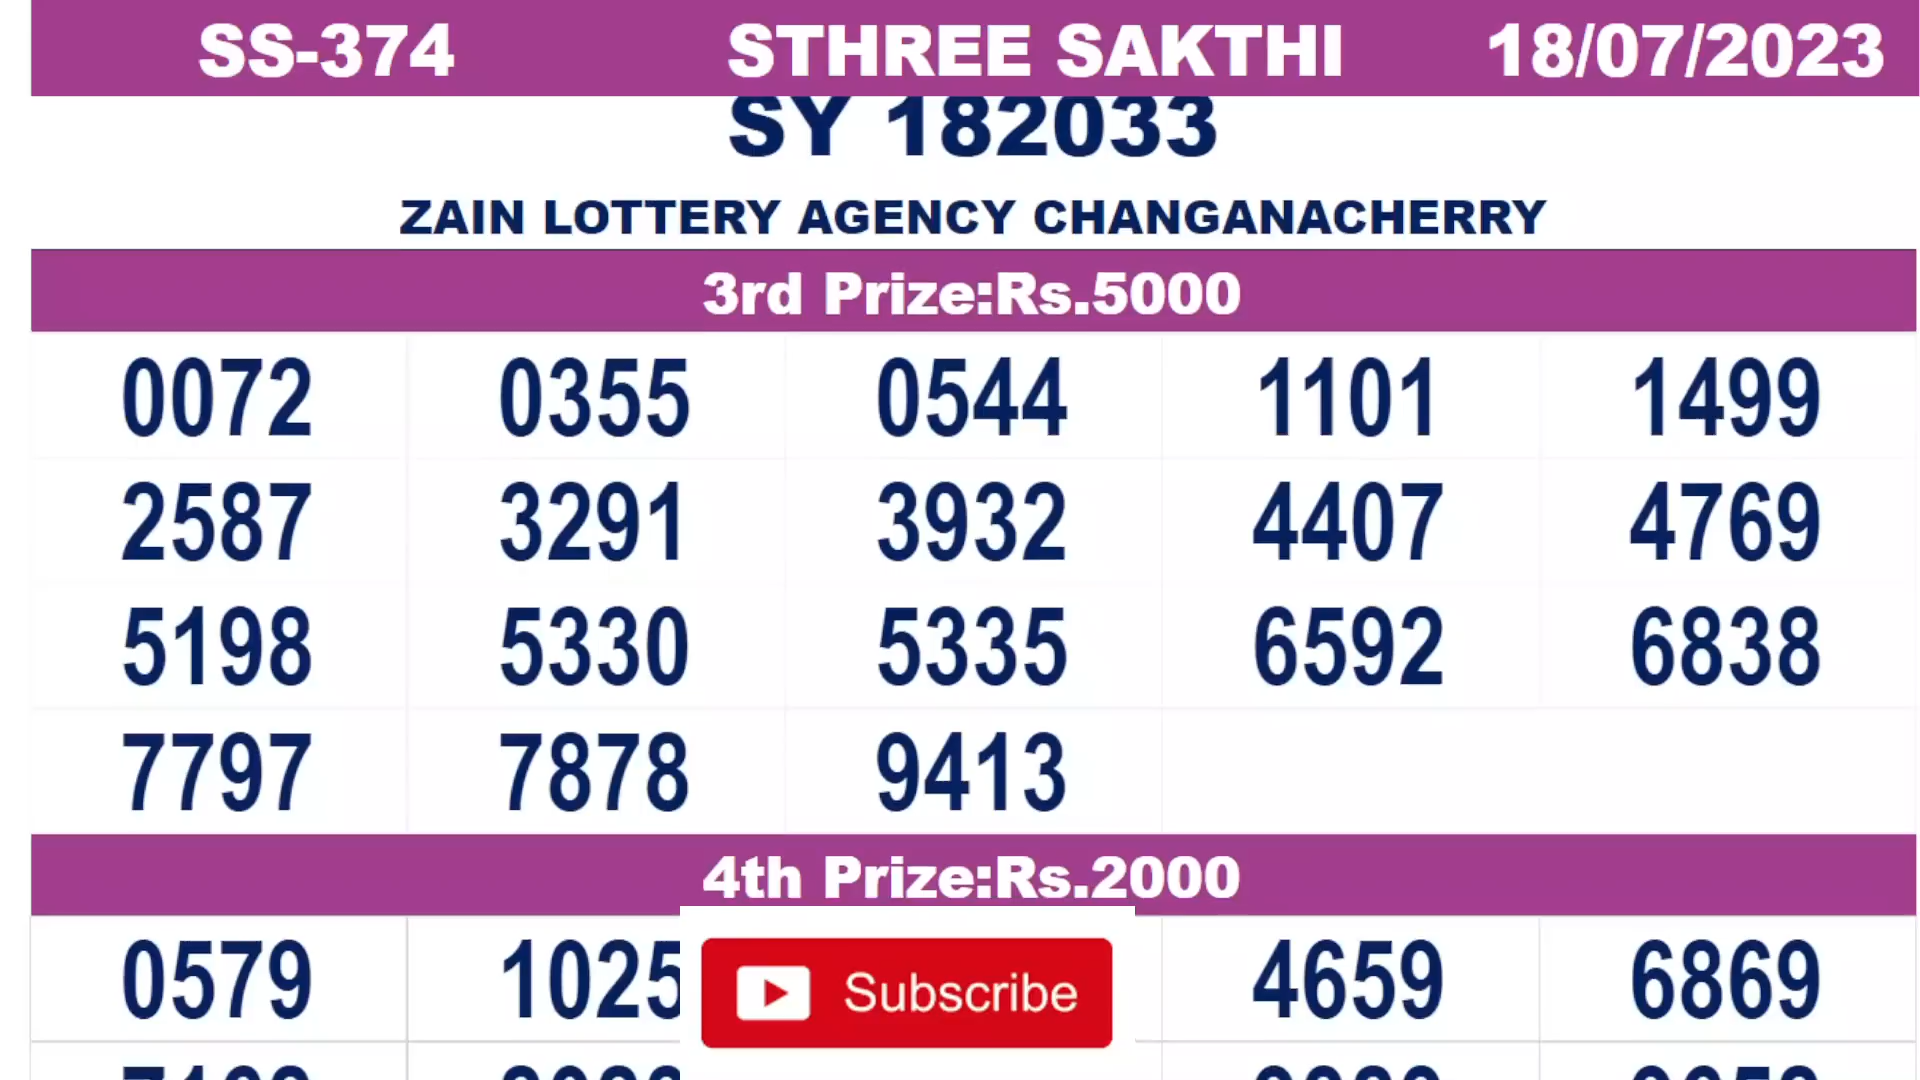 SS-374 STHREE SAKTHI 18/07/2023
SY 182033
ZAIN LOTTERY AGENCY CHANGANACHERRY
3rd Prize:Rs.5000
0072 0355 0544 1101 1499
2587 3291 3932 4407 4769
5198 5330 5335 6592 6838
7797 7878 9413
4th Prize:Rs.2000
0579 1025 4659 6869
Subscribe